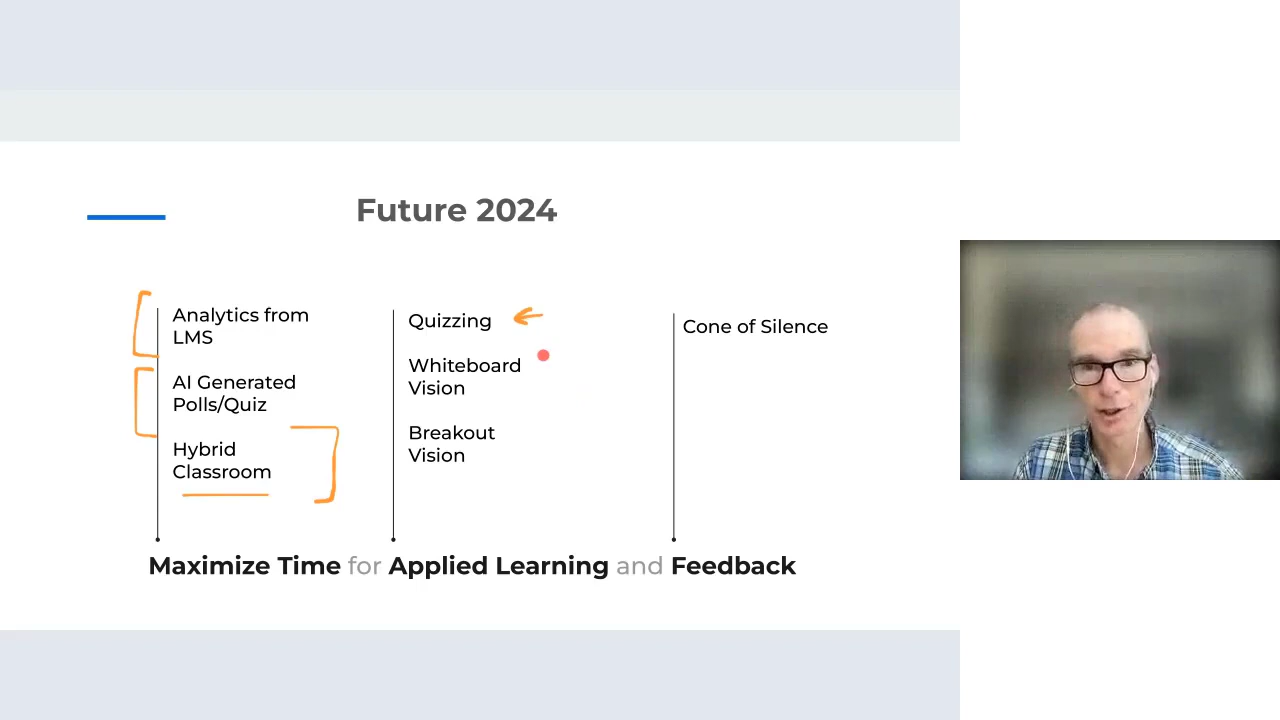 Future 2024
Analytics from
LMS
AI Generated
Polls/Quiz
Hybrid
Classroom
Quizzing
Whiteboard
Vision
Breakout
Vision
Cone of Silence
Maximize Time for Applied Learning and Feedback